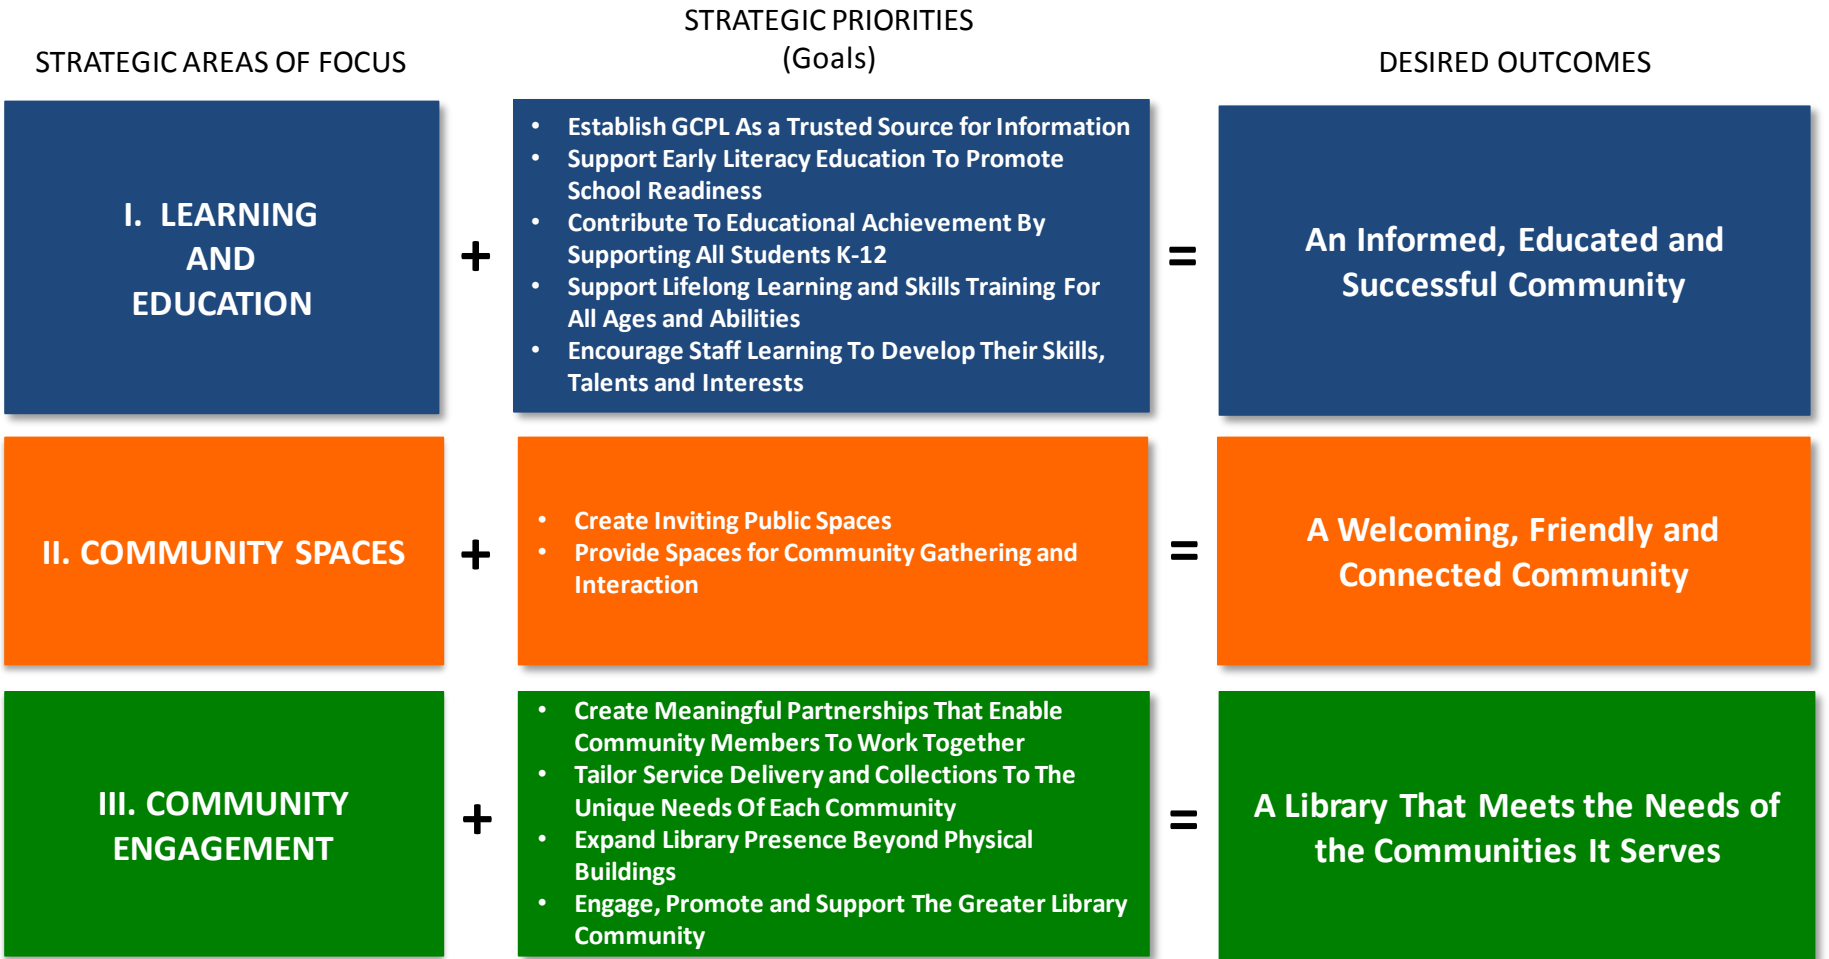 STRATEGIC AREAS OF FOCUS
STRATEGIC PRIORITIES
(Goals)
DESIRED OUTCOMES
I. LEARNING
AND
EDUCATION
+
• Establish GCPL As a Trusted Source for Information
• Support Early Literacy Education To Promote
School Readiness
• Contribute To Educational Achievement By
Supporting All Students K-12
• Support Lifelong Learning and Skills Training For
All Ages and Abilities
• Encourage Staff Learning To Develop Their Skills,
Talents and Interests
=
An Informed, Educated and
Successful Community
II. COMMUNITY SPACES
+
• Create Inviting Public Spaces
• Provide Spaces for Community Gathering and
Interaction
=
A Welcoming, Friendly and
Connected Community
III. COMMUNITY
ENGAGEMENT
+
• Create Meaningful Partnerships That Enable
Community Members To Work Together
• Tailor Service Delivery and Collections To The
Unique Needs Of Each Community
• Expand Library Presence Beyond Physical
Buildings
• Engage, Promote and Support The Greater Library
Community
=
A Library That Meets the Needs of
the Communities It Serves